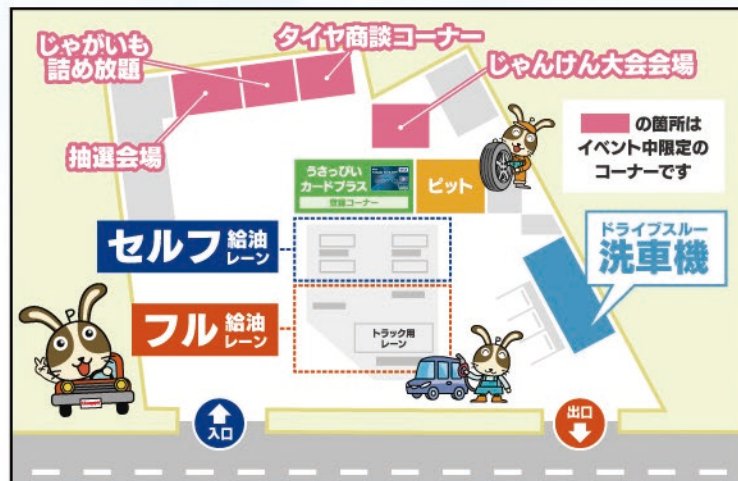 じゃがいも
詰め放題
タイヤ商談コーナー
じゃんけん大会会場
抽選会場
の箇所は
イベント中限定の
コーナーです
うさっぴぃ
カードプラス
登録コーナー
ピット
ドライブスルー
洗車機
セルフ給油レーン
フル給油レーン
トラック用
レーン
入口
出口